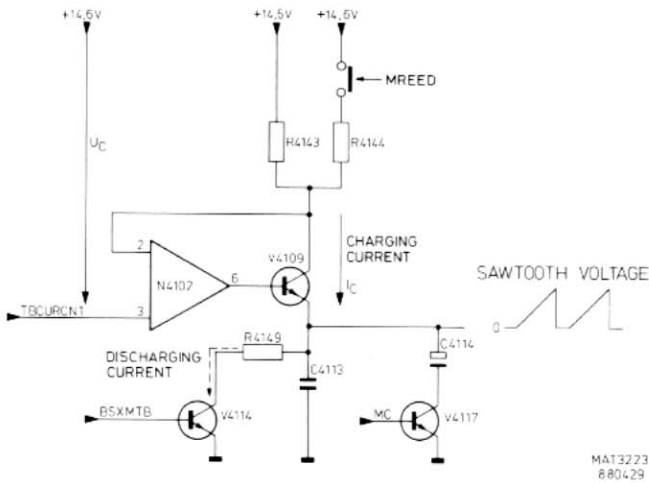 +14,6V
+14,6V
+14,6V
MREED
R4143
R4144
UC
2
CHARGING
CURRENT
V4109
N4102
6
IC
SAWTOOTH VOLTAGE
TBCURCNT
3
0
R4149
C4114
DISCHARGING
CURRENT
C4113
BSXMTB
V4114
MC
V4117
MAT3223
880429